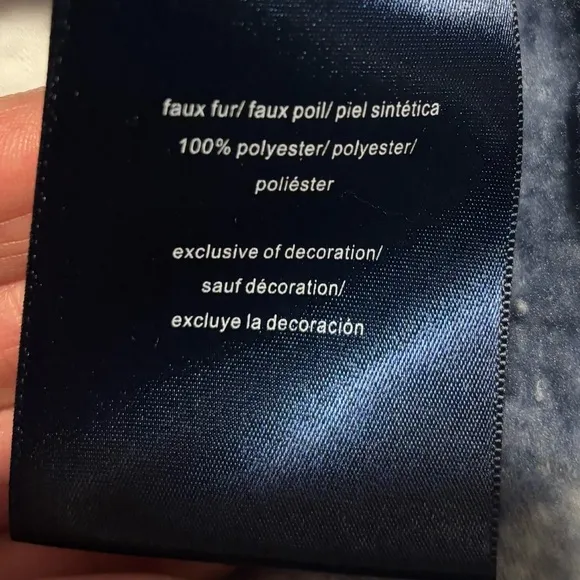 faux fur/ faux poil/ piel sintética
100% polyester/ polyester/
poliéster
exclusive of decoration/
sauf décoration/
excluye la decoración